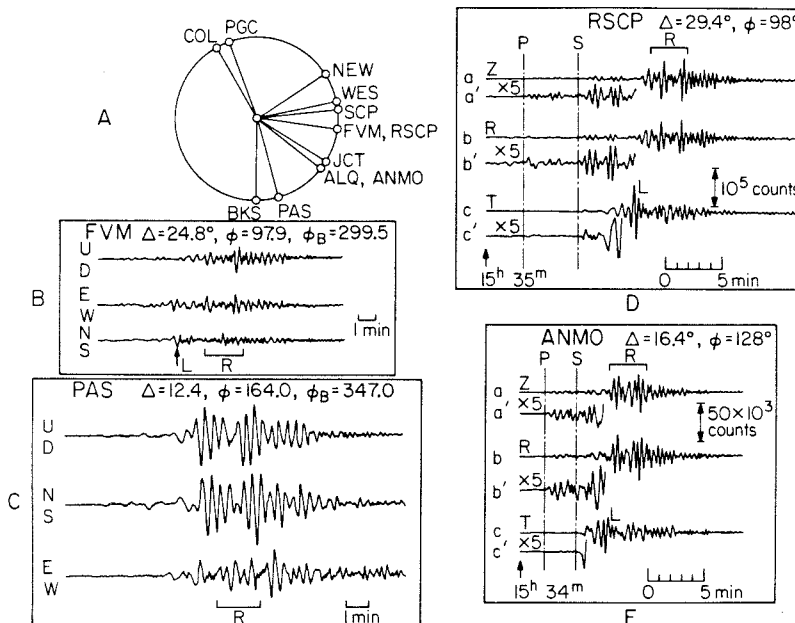 A
COL
PGC
NEW
WES
SCP
FVM, RSCP
JCT
ALQ, ANMO
PAS
BKS
B
FVM Δ=24.8°, φ=97.9, φB=299.5
U
D
E
W
N
S
L
R
1 min
C
PAS Δ=12.4, φ=164.0, φB=347.0
U
D
N
S
E
W
R
1 min
RSCP Δ=29.4°, φ=98°
P
S
R
a Z
a' ×5
b R
b' ×5
c T
c' ×5
L
10⁵ counts
15ʰ 35ᵐ
0 5 min
D
ANMO Δ=16.4°, φ=128°
P
S
R
a Z
a' ×5
b R
b' ×5
c T
c' ×5
L
50×10³
counts
15ʰ 34ᵐ
0 5 min
E